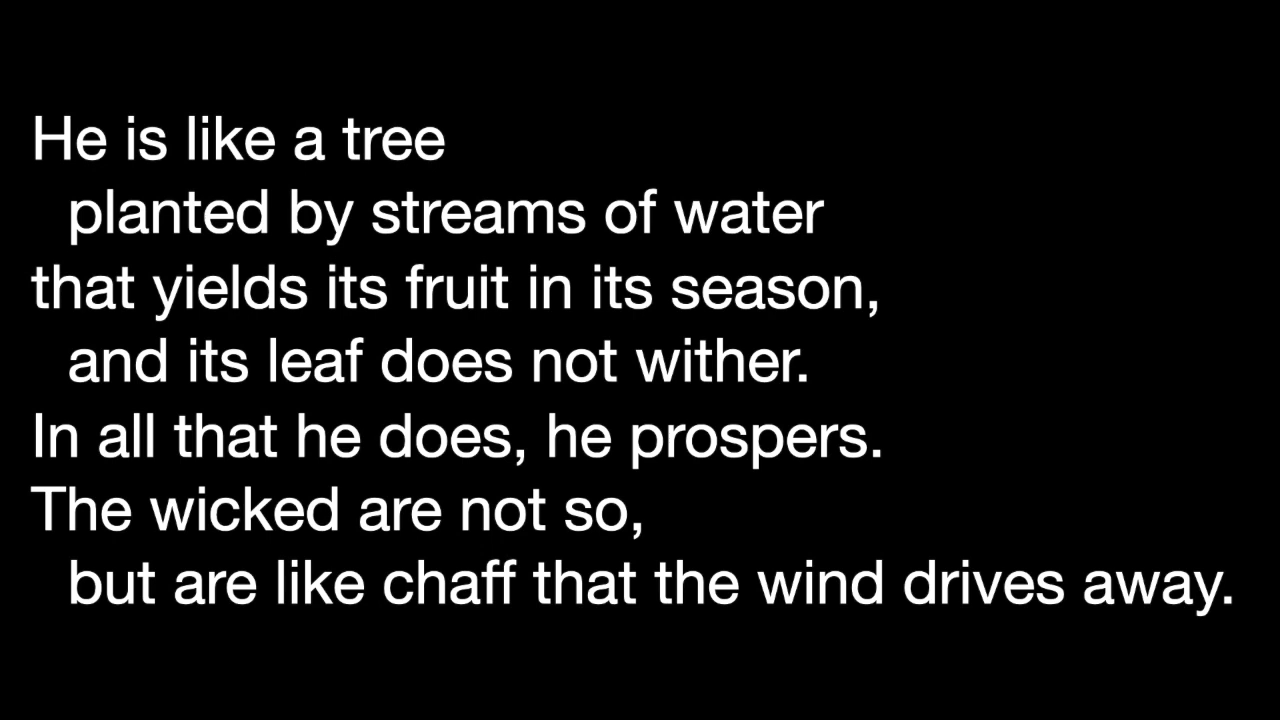 He is like a tree
planted by streams of water
that yields its fruit in its season,
and its leaf does not wither.
In all that he does, he prospers.
The wicked are not so,
but are like chaff that the wind drives away.